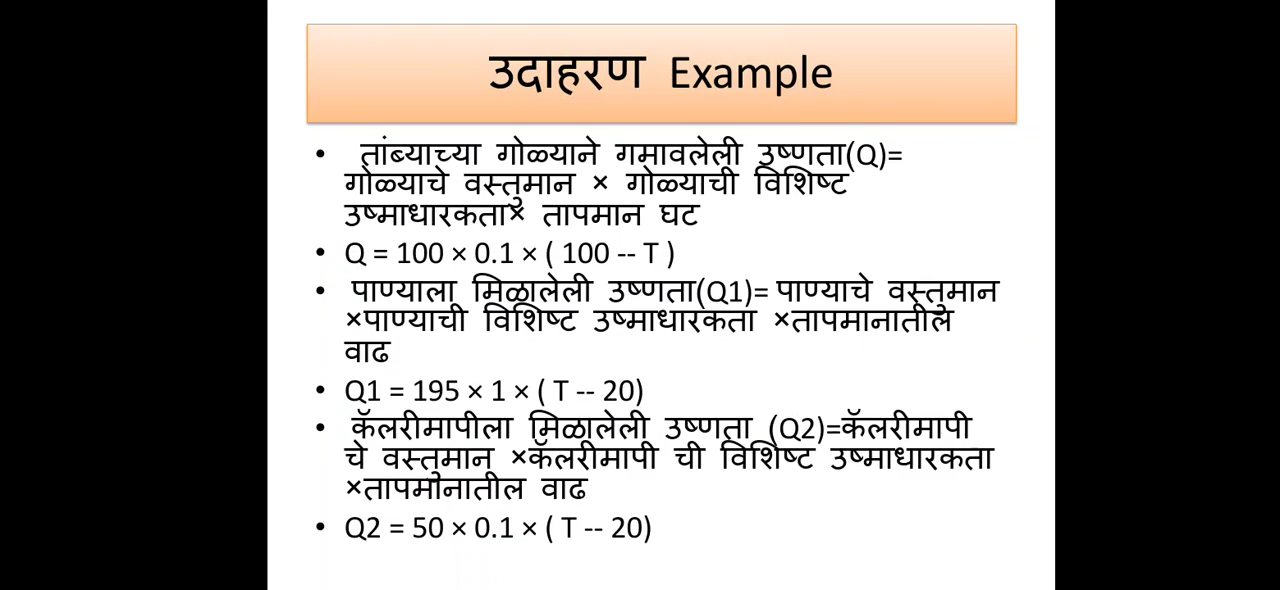 उदाहरण Example
• तांब्याच्या गोळ्याने गमावलेली उष्णता(Q)=
गोळ्याचे वस्तुमान × गोळ्याची विशिष्ट
उष्माधारकता× तापमान घट
• Q = 100 × 0.1 × ( 100 -- T )
• पाण्याला मिळालेली उष्णता(Q1)= पाण्याचे वस्तुमान
×पाण्याची विशिष्ट उष्माधारकता ×तापमानातील
वाढ
• Q1 = 195 × 1 × ( T -- 20)
• कॅलरीमापीला मिळालेली उष्णता (Q2)=कॅलरीमापी
चे वस्तुमान ×कॅलरीमापी ची विशिष्ट उष्माधारकता
×तापमानातील वाढ
• Q2 = 50 × 0.1 × ( T -- 20)